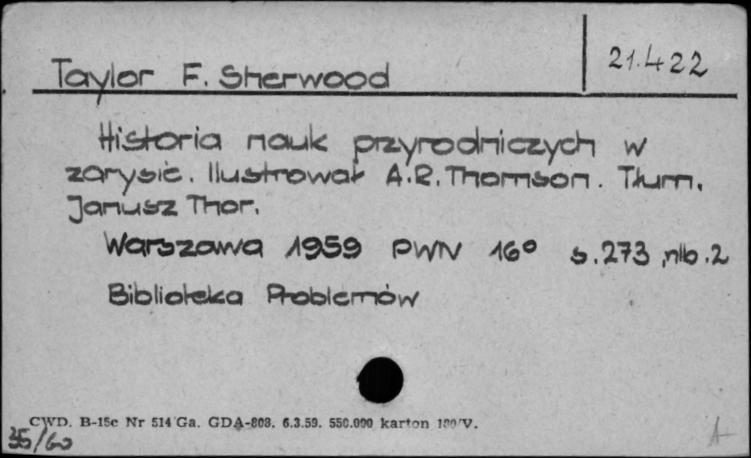 21.422
Taylor F. Sherwood
Historia nauk przyrodniczych w
zarysie. Ilustrował A.R. Thomson. Tłum.
Janusz Thor.
Warszawa 1959 PWN 16° s.273, nlb.2
Biblioteka Problemów
CWD. B-15c Nr 514 Ga. GDA-808. 6.3.59. 550.000 karton
35/60
A